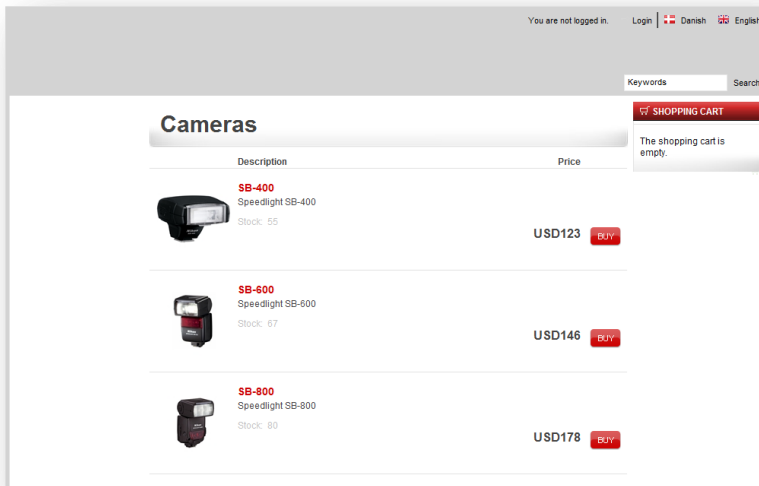 You are not logged in. Login Danish English
Keywords Search
SHOPPING CART
The shopping cart is
empty.
Cameras
Description Price
SB-400
Speedlight SB-400
Stock: 55
USD123 BUY
SB-600
Speedlight SB-600
Stock: 67
USD146 BUY
SB-800
Speedlight SB-800
Stock: 80
USD178 BUY